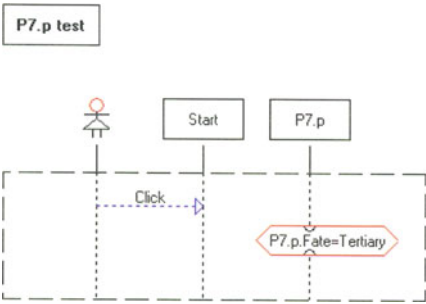 P7.p test
Start
P7.p
Click
P7.p.Fate=Tertiary